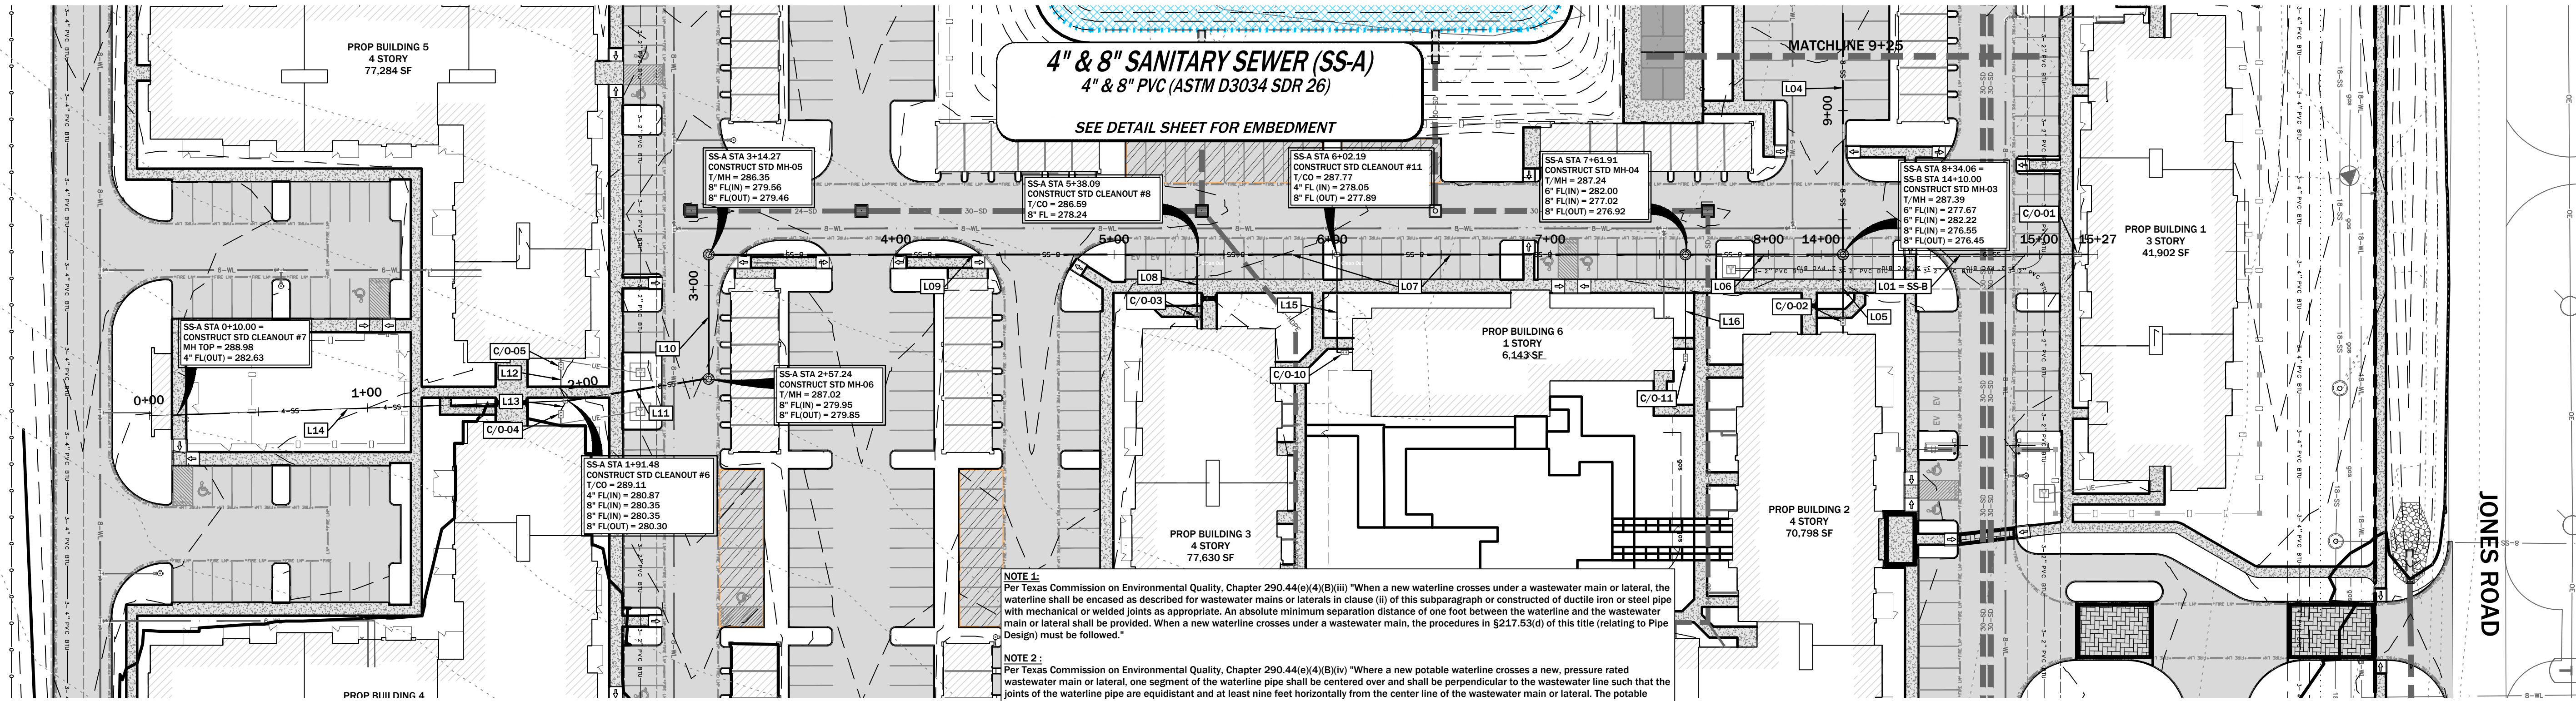 4" & 8" SANITARY SEWER (SS-A)
4" & 8" PVC (ASTM D3034 SDR 26)
SEE DETAIL SHEET FOR EMBEDMENT
MATCHLINE 9+25
PROP BUILDING 5
4 STORY
77,284 SF
L04
9+00
SS-A STA 3+14.27
CONSTRUCT STD MH-05
T/MH = 286.35
8" FL(IN) = 279.56
8" FL(OUT) = 279.46
SS-A STA 5+38.09
CONSTRUCT STD CLEANOUT #8
T/CO = 286.59
8" FL = 278.24
SS-A STA 6+02.19
CONSTRUCT STD CLEANOUT #11
T/CO = 287.77
4" FL (IN) = 278.05
8" FL (OUT) = 277.89
SS-A STA 7+61.91
CONSTRUCT STD MH-04
T/MH = 287.24
6" FL(IN) = 282.00
8" FL(IN) = 277.02
8" FL(OUT) = 276.92
SS-A STA 8+34.06 =
SS-B STA 14+10.00
CONSTRUCT STD MH-03
T/MH = 287.39
6" FL(IN) = 277.67
6" FL(IN) = 282.22
8" FL(IN) = 276.55
8" FL(OUT) = 276.45
C/O-01
PROP BUILDING 1
3 STORY
41,902 SF
24-SD
30-SD
8-WL
4+00
5+00
6+00
7+00
8+00
14+00
15+00
15+27
6-WL
3+00
L09
L08
C/O-03
L15
L07
L06
L01 = SS-B
C/O-02
L05
L16
PROP BUILDING 6
1 STORY
6,143 SF
SS-A STA 0+10.00 =
CONSTRUCT STD CLEANOUT #7
MH TOP = 288.98
4" FL(OUT) = 282.63
L10
C/O-05
L12
L13
2+00
L11
C/O-04
0+00
1+00
4-SS
8-SS
L14
C/O-10
C/O-11
SS-A STA 2+57.24
CONSTRUCT STD MH-06
T/MH = 287.02
8" FL(IN) = 279.95
8" FL(OUT) = 279.85
SS-A STA 1+91.48
CONSTRUCT STD CLEANOUT #6
T/CO = 289.11
4" FL(IN) = 280.87
8" FL(IN) = 280.35
8" FL(IN) = 280.35
8" FL(OUT) = 280.30
PROP BUILDING 3
4 STORY
77,630 SF
PROP BUILDING 2
4 STORY
70,798 SF
JONES ROAD
NOTE 1:
Per Texas Commission on Environmental Quality, Chapter 290.44(e)(4)(B)(iii) "When a new waterline crosses under a wastewater main or lateral, the
waterline shall be encased as described for wastewater mains or laterals in clause (ii) of this subparagraph or constructed of ductile iron or steel pipe
with mechanical or welded joints as appropriate. An absolute minimum separation distance of one foot between the waterline and the wastewater
main or lateral shall be provided. When a new waterline crosses under a wastewater main, the procedures in §217.53(d) of this title (relating to Pipe
Design) must be followed."
NOTE 2 :
Per Texas Commission on Environmental Quality, Chapter 290.44(e)(4)(B)(iv) "Where a new potable waterline crosses a new, pressure rated
wastewater main or lateral, one segment of the waterline pipe shall be centered over and shall be perpendicular to the wastewater line such that the
joints of the waterline pipe are equidistant and at least nine feet horizontally from the center line of the wastewater main or lateral. The potable
PROP BUILDING 4